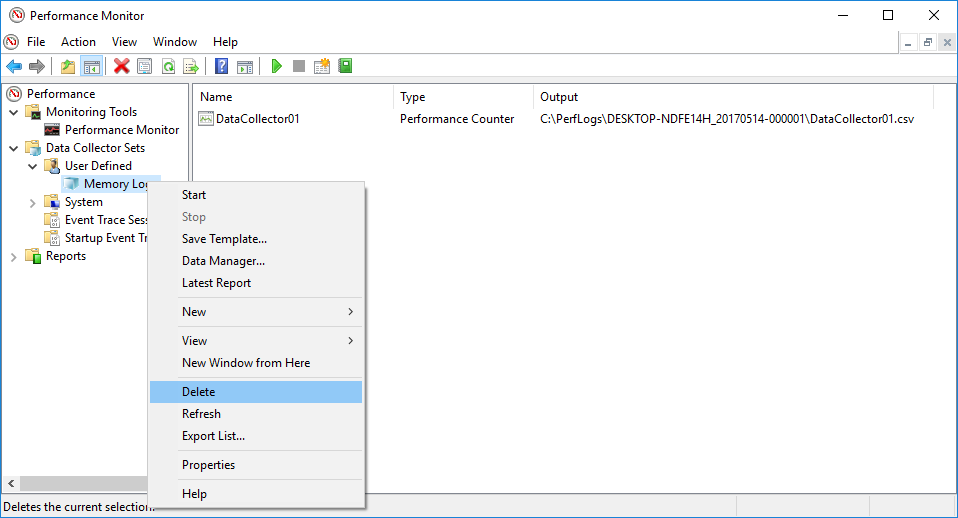 Performance Monitor
File Action View Window Help
Performance
Monitoring Tools
Performance Monitor
Data Collector Sets
User Defined
Memory Lo
System
Event Trace Ses
Startup Event Tr
Reports
Name Type Output
DataCollector01 Performance Counter C:\PerfLogs\DESKTOP-NDFE14H_20170514-000001\DataCollector01.csv
Start
Stop
Save Template...
Data Manager...
Latest Report
New
View
New Window from Here
Delete
Refresh
Export List...
Properties
Help
Deletes the current selection.